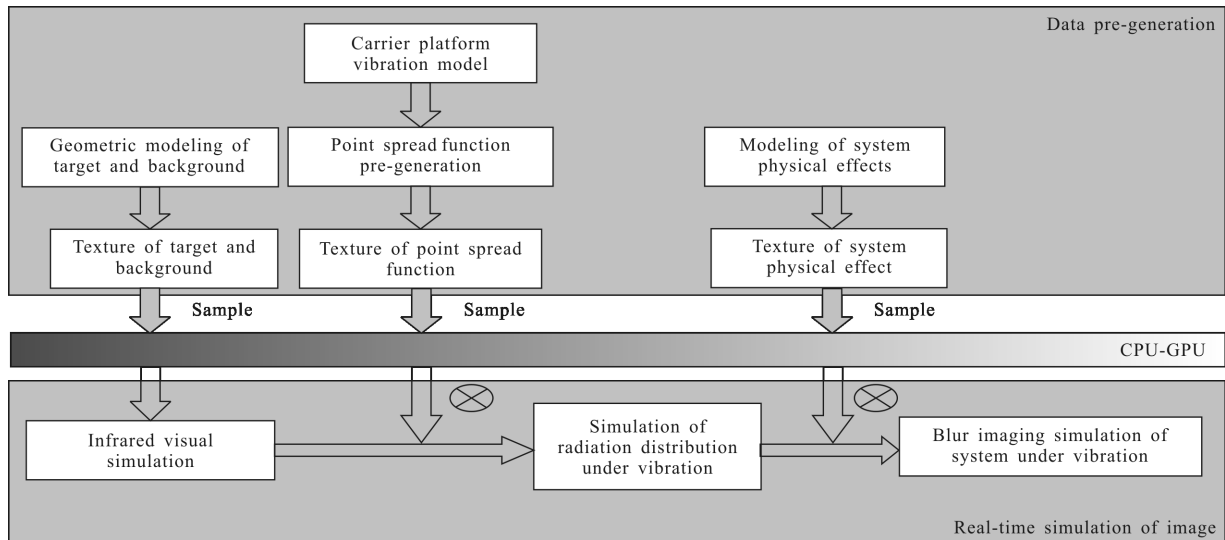 Data pre-generation
Carrier platform
vibration model
Geometric modeling of
target and background
Point spread function
pre-generation
Modeling of system
physical effects
Texture of target and
background
Texture of point spread
function
Texture of system
physical effect
Sample
Sample
Sample
CPU-GPU
Infrared visual
simulation
Simulation of
radiation distribution
under vibration
Blur imaging simulation of
system under vibration
Real-time simulation of image